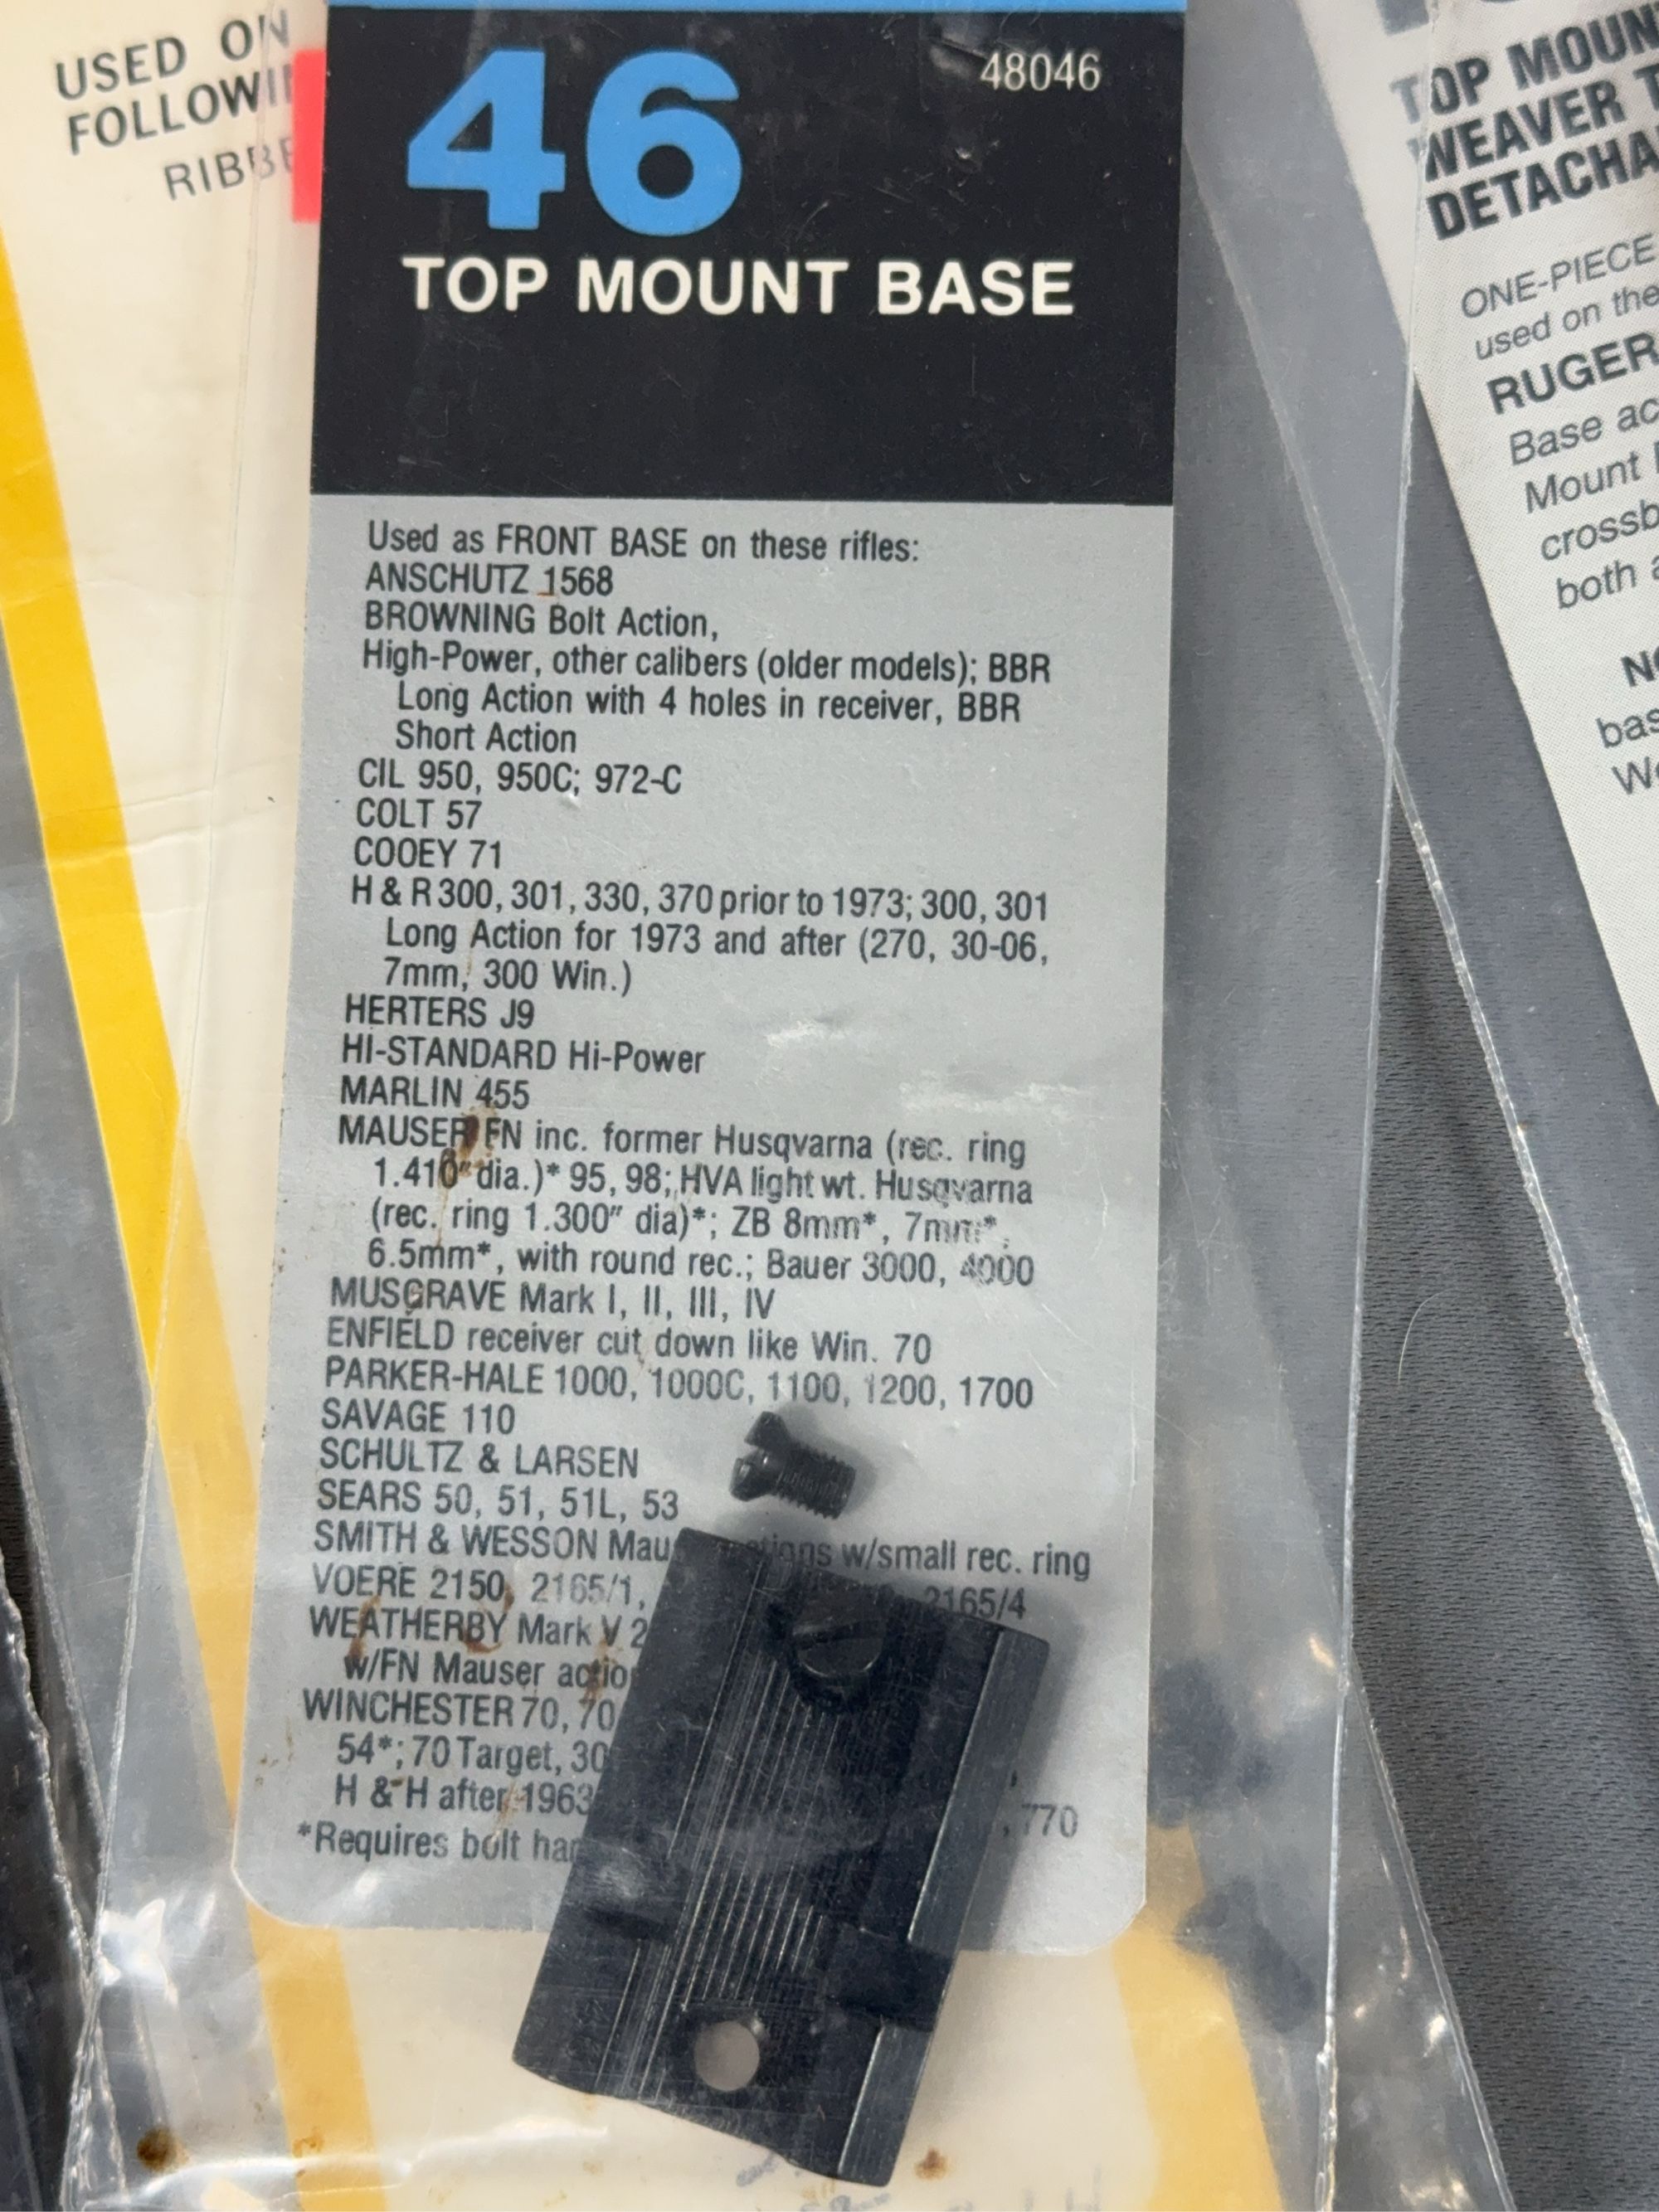 USED ON
RIBBE
46
48046
TOP MOUNT BASE
Used as FRONT BASE on these rifles:
ANSCHUTZ 1568
BROWNING Bolt Action,
High-Power, other calibers (older models); BBR
Long Action with 4 holes in receiver, BBR
Short Action
CIL 950, 950C; 972-C
COLT 57
COOEY 71
H & R 300, 301, 330, 370 prior to 1973; 300, 301
Long Action for 1973 and after (270, 30-06,
7mm, 300 Win.)
HERTERS J9
HI-STANDARD Hi-Power
MARLIN 455
MAUSER FN inc. former Husqvarna (rec. ring
1.410" dia.)* 95, 98; HVA light wt. Husqvarna
(rec. ring 1.300" dia)*; ZB 8mm*, 7mm*,
6.5mm*, with round rec.; Bauer 3000, 4000
MUSGRAVE Mark I, II, III, IV
ENFIELD receiver cut down like Win. 70
PARKER-HALE 1000, 1000C, 1100, 1200, 1700
SAVAGE 110
SCHULTZ & LARSEN
SEARS 50, 51, 51L, 53
SMITH & WESSON w/small rec. ring
VOERE 2150, 2165/1, 2165/4
WEATHERBY Mark V
w/FN Mauser
WINCHESTER 70, 70
54*; 70 Target,
H & H after 1963
, 770
*Requires bolt
TOP MOUN
WEAVER T
DETACHA
ONE-PIECE
used on the
RUGER
Base
Mount
both